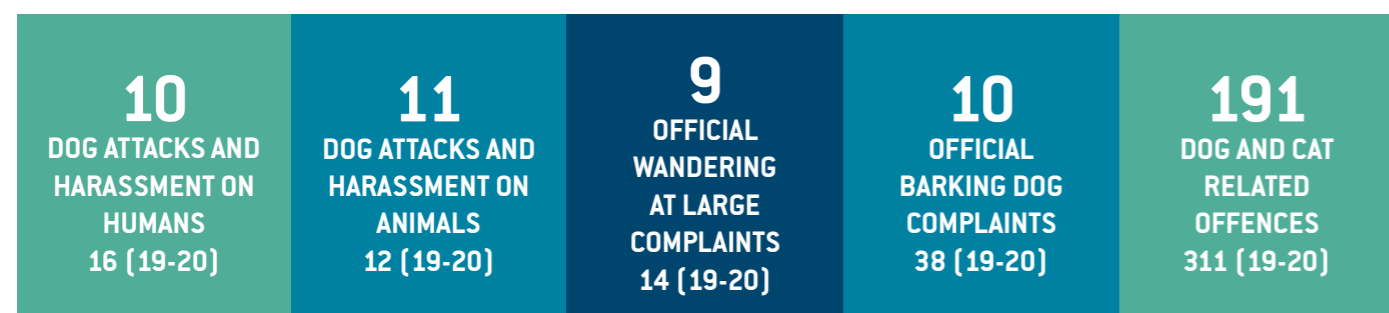 10
DOG ATTACKS AND
HARASSMENT ON
HUMANS
16 (19-20)
11
DOG ATTACKS AND
HARASSMENT ON
ANIMALS
12 (19-20)
9
OFFICIAL
WANDERING
AT LARGE
COMPLAINTS
14 (19-20)
10
OFFICIAL
BARKING DOG
COMPLAINTS
38 (19-20)
191
DOG AND CAT
RELATED
OFFENCES
311 (19-20)